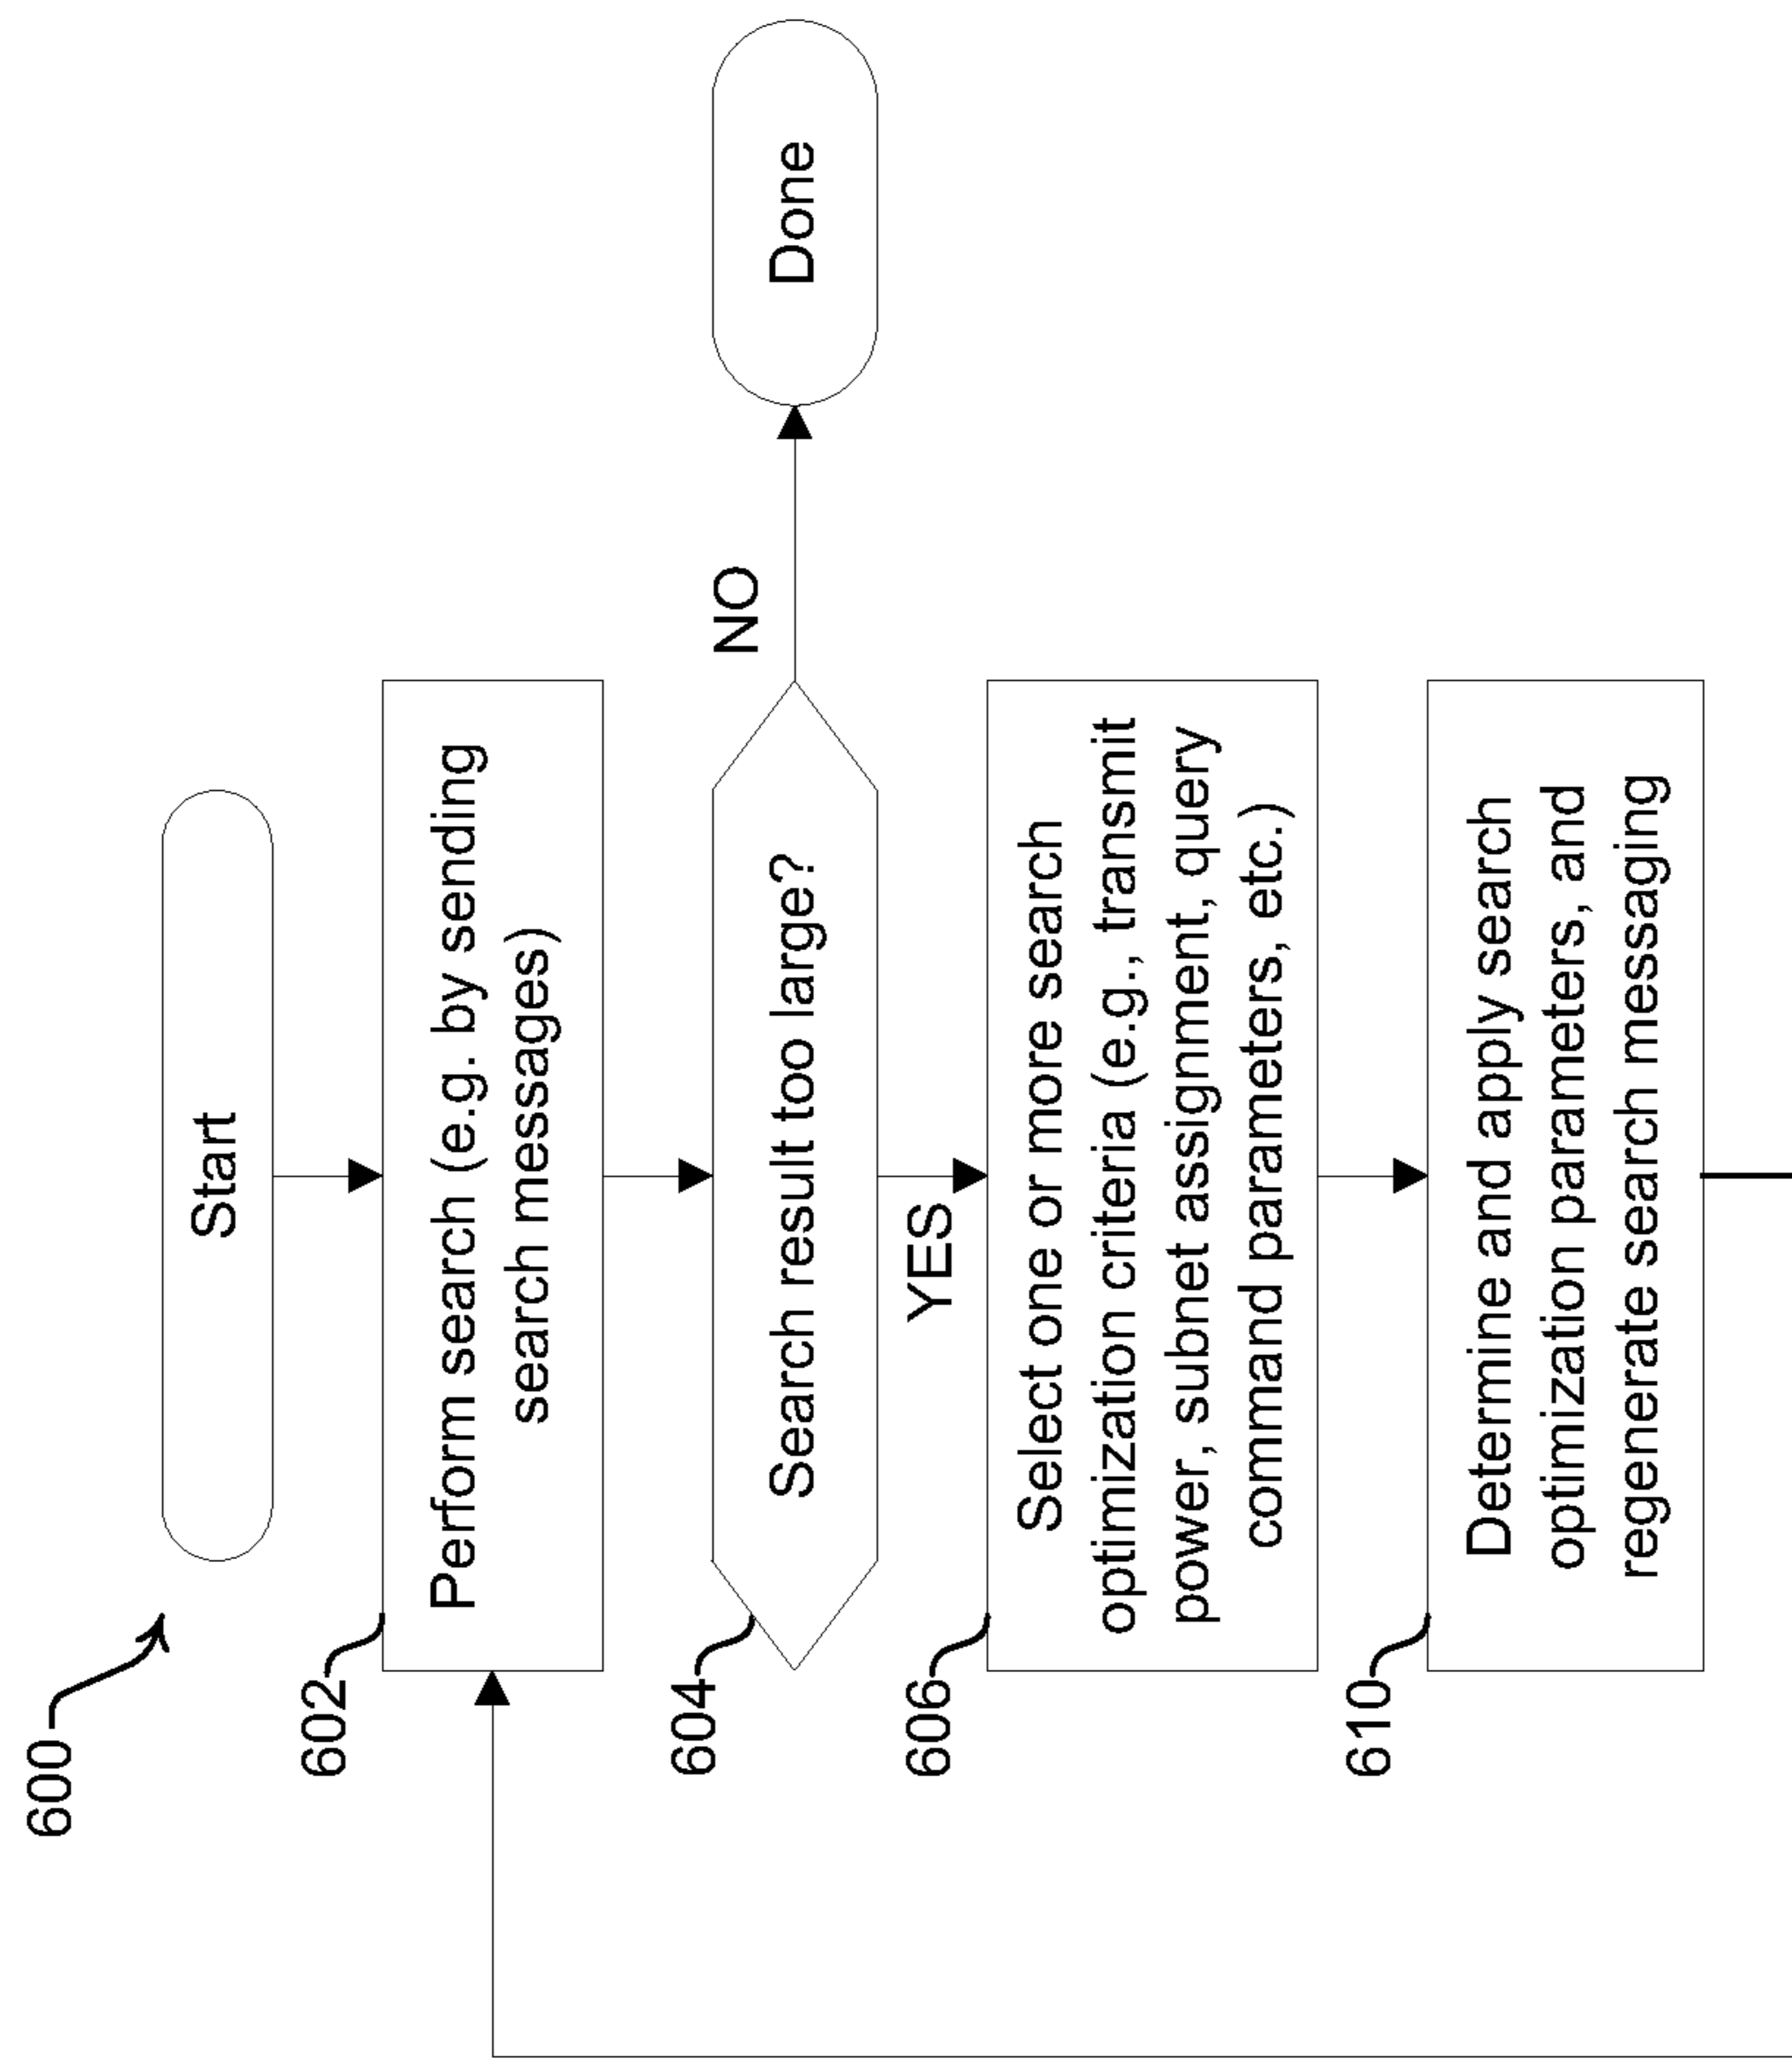 600
Start
602
Perform search (e.g. by sending
search messages)
604
Search result too large?
NO
Done
YES
606
Select one or more search
optimization criteria (e.g., transmit
power, subnet assignment, query
command parameters, etc.)
610
Determine and apply search
optimization parameters, and
regenerate search messaging